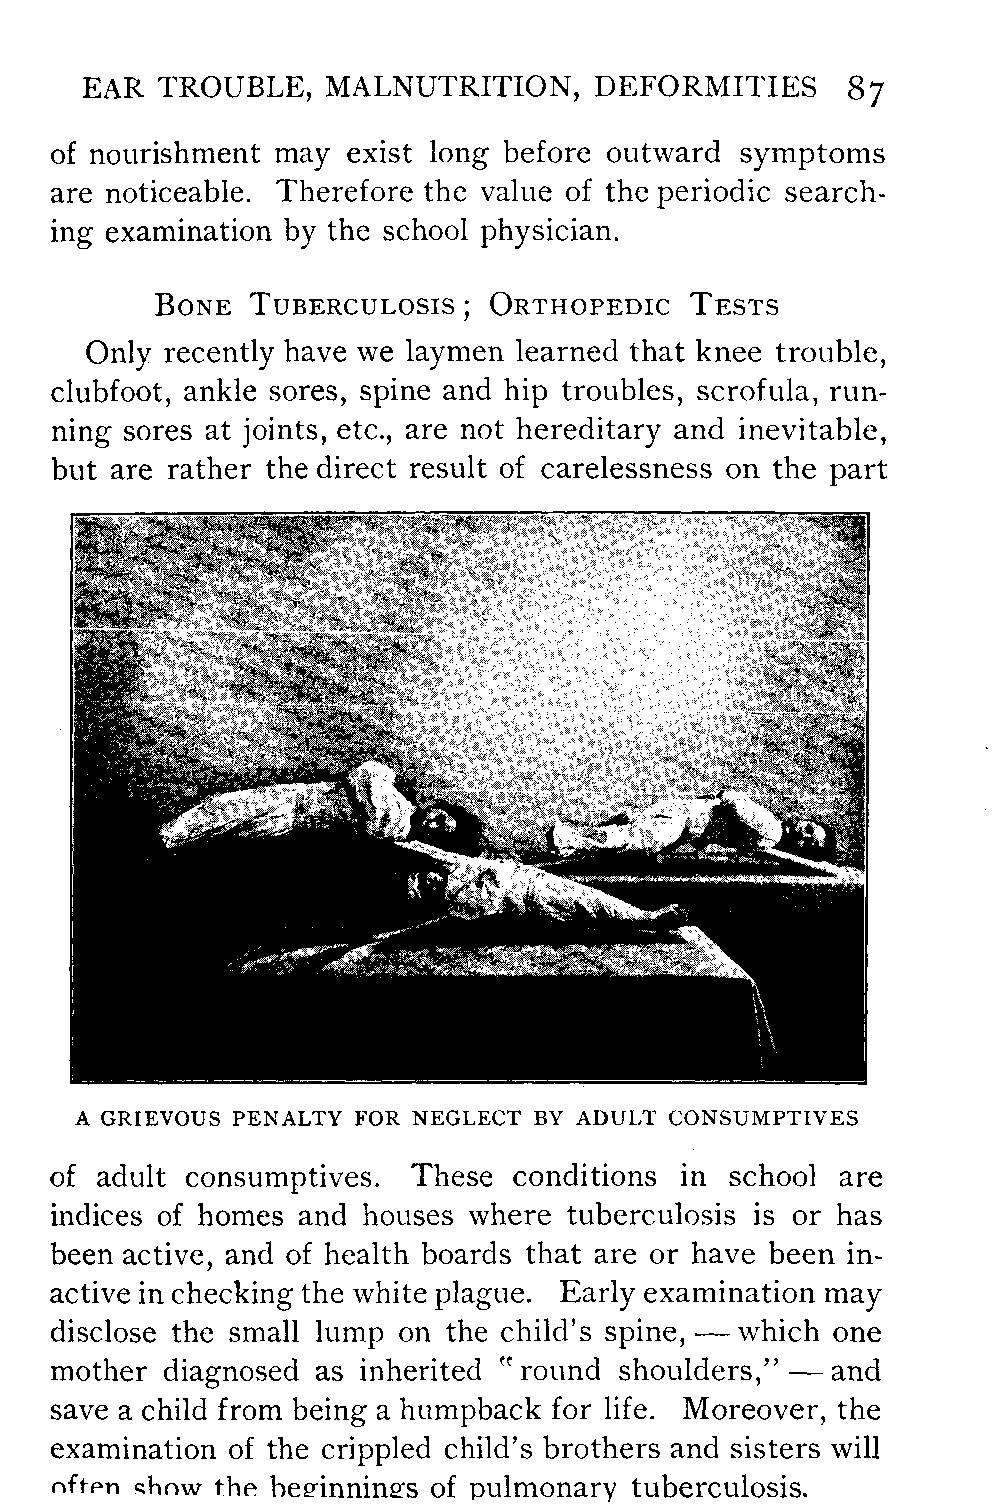 EAR TROUBLE, MALNUTRITION, DEFORMITIES 87
of nourishment may exist long before outward symptoms
are noticeable. Therefore the value of the periodic search-
ing examination by the school physician.
BONE TUBERCULOSIS; ORTHOPEDIC TESTS
Only recently have we laymen learned that knee trouble,
clubfoot, ankle sores, spine and hip troubles, scrofula, run-
ning sores at joints, etc., are not hereditary and inevitable,
but are rather the direct result of carelessness on the part
A GRIEVOUS PENALTY FOR NEGLECT BY ADULT CONSUMPTIVES
of adult consumptives. These conditions in school are
indices of homes and houses where tuberculosis is or has
been active, and of health boards that are or have been in-
active in checking the white plague. Early examination may
disclose the small lump on the child's spine, — which one
mother diagnosed as inherited "round shoulders," — and
save a child from being a humpback for life. Moreover, the
examination of the crippled child's brothers and sisters will
often show the beginnings of pulmonary tuberculosis.